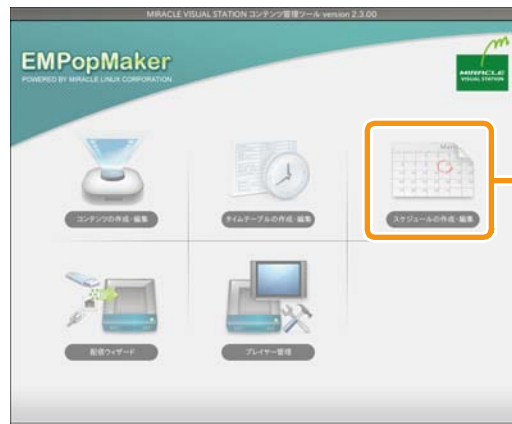 MIRACLE VISUAL STATION コンテンツ管理ツール version 2.3.00
EMPopMaker
POWERED BY MIRACLE LINUX CORPORATION
m
MIRACLE
VISUAL STATION
コンテンツの作成・編集
タイムテーブルの作成・編集
スケジュールの作成・編集
配信ウィザード
プレイヤー管理